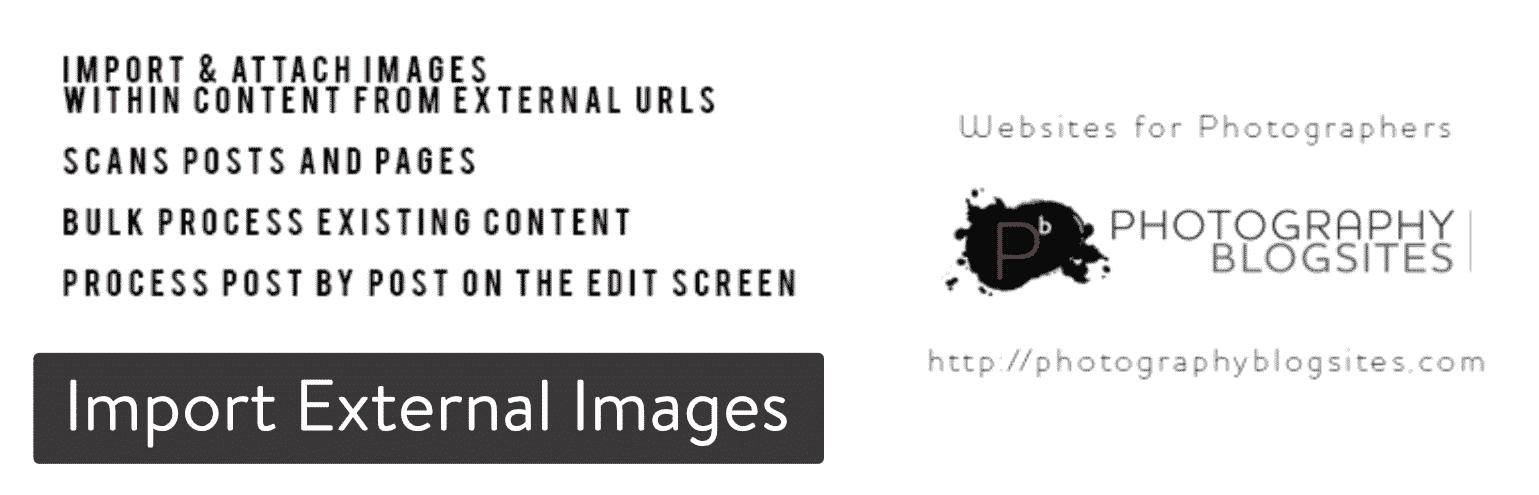 IMPORT & ATTACH IMAGES
WITHIN CONTENT FROM EXTERNAL URLS
SCANS POSTS AND PAGES
BULK PROCESS EXISTING CONTENT
PROCESS POST BY POST ON THE EDIT SCREEN
Import External Images
Websites for Photographers
Pb
PHOTOGRAPHY
BLOGSITES
http://photographyblogsites.com